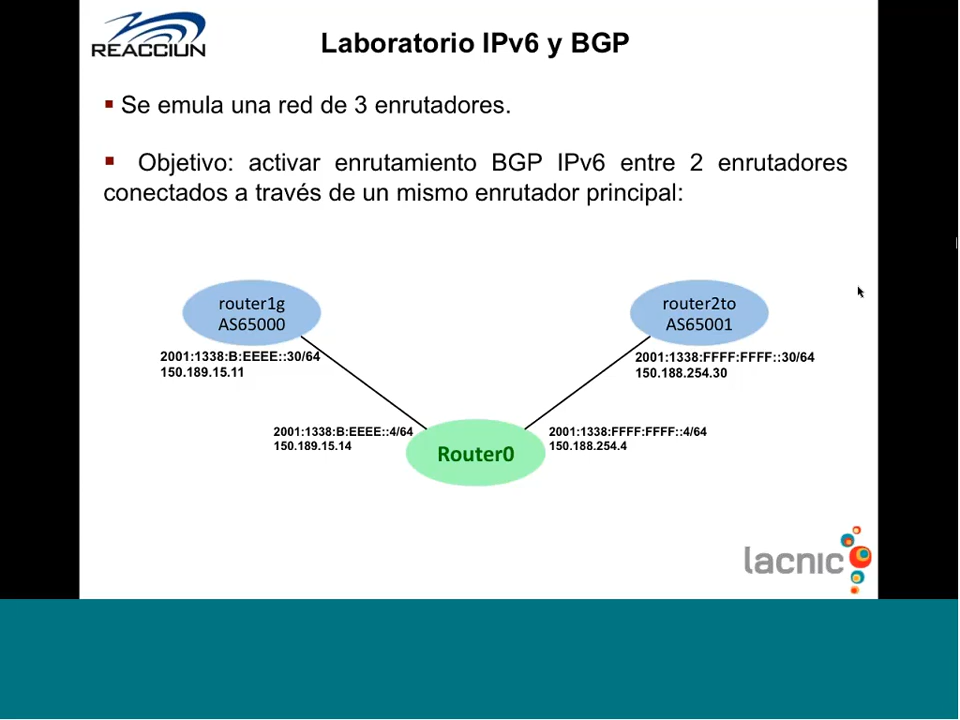 REACCIUN
Laboratorio IPv6 y BGP
Se emula una red de 3 enrutadores.
Objetivo: activar enrutamiento BGP IPv6 entre 2 enrutadores
conectados a través de un mismo enrutador principal:
router1g
AS65000
router2to
AS65001
2001:1338:B:EEEE::30/64
150.189.15.11
2001:1338:FFFF:FFFF::30/64
150.188.254.30
2001:1338:B:EEEE::4/64
150.189.15.14
2001:1338:FFFF:FFFF::4/64
150.188.254.4
Router0
lacnic